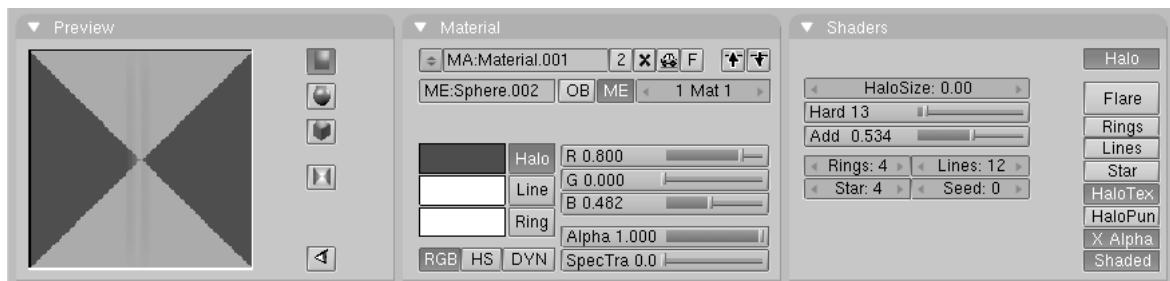 Preview
Material
MA:Material.001 2 F
ME:Sphere.002 OB ME 1 Mat 1
Halo R 0.800
G 0.000
Line
B 0.482
Ring
Alpha 1.000
RGB HS DYN SpecTra 0.0
Shaders
Halo
HaloSize: 0.00
Flare
Hard 13
Add 0.534
Rings
Lines
Rings: 4 Lines: 12
Star
Star: 4 Seed: 0
HaloTex
HaloPun
X Alpha
Shaded